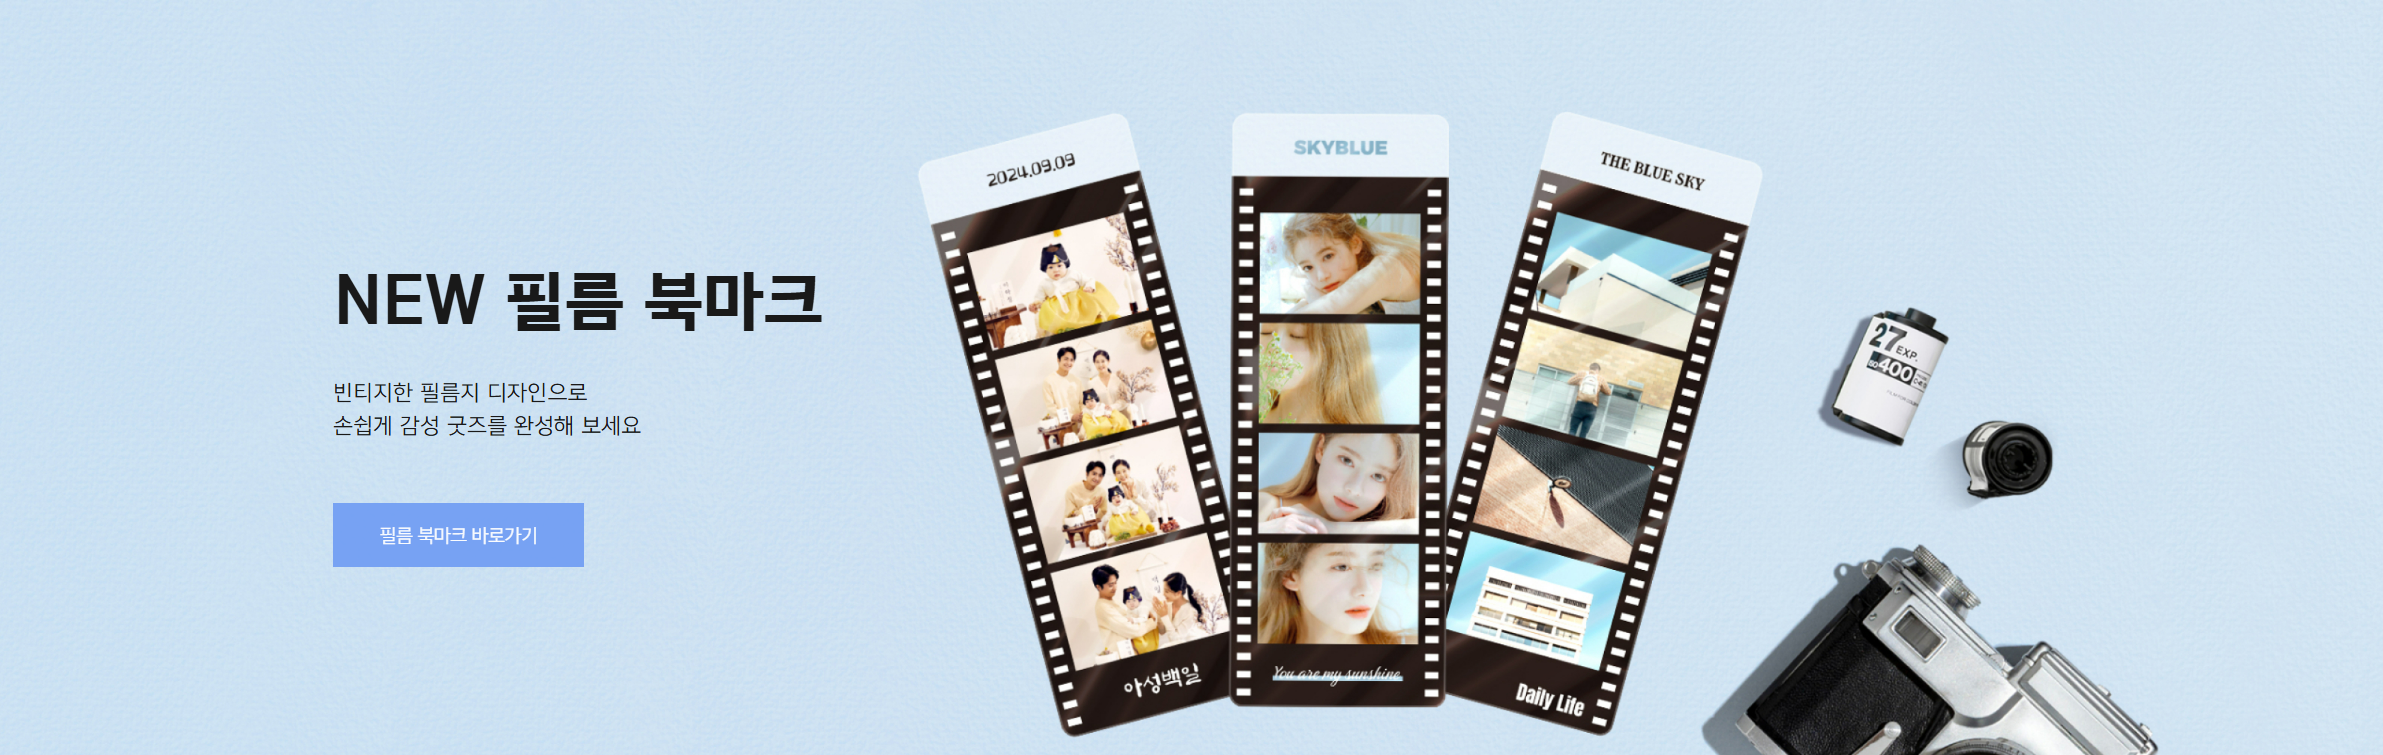 NEW 필름 북마크
빈티지한 필름지 디자인으로
손쉽게 감성 굿즈를 완성해 보세요
필름 북마크 바로가기
2024.09.09
아성백일
SKYBLUE
You are my sunshine
THE BLUE SKY
Daily Life
27 EXP.
ISO 400